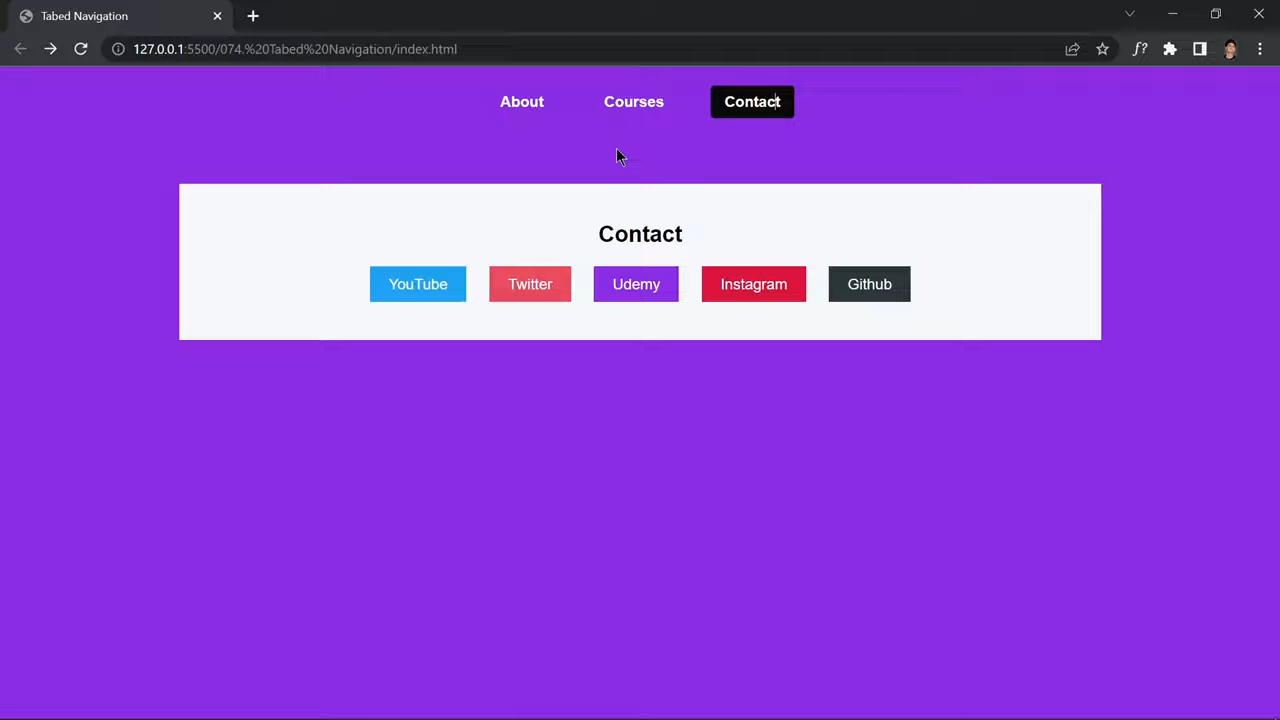 Tabed Navigation
127.0.0.1:5500/074.%20Tabed%20Navigation/index.html
f?
About Courses Contact
Contact
YouTube Twitter Udemy Instagram Github